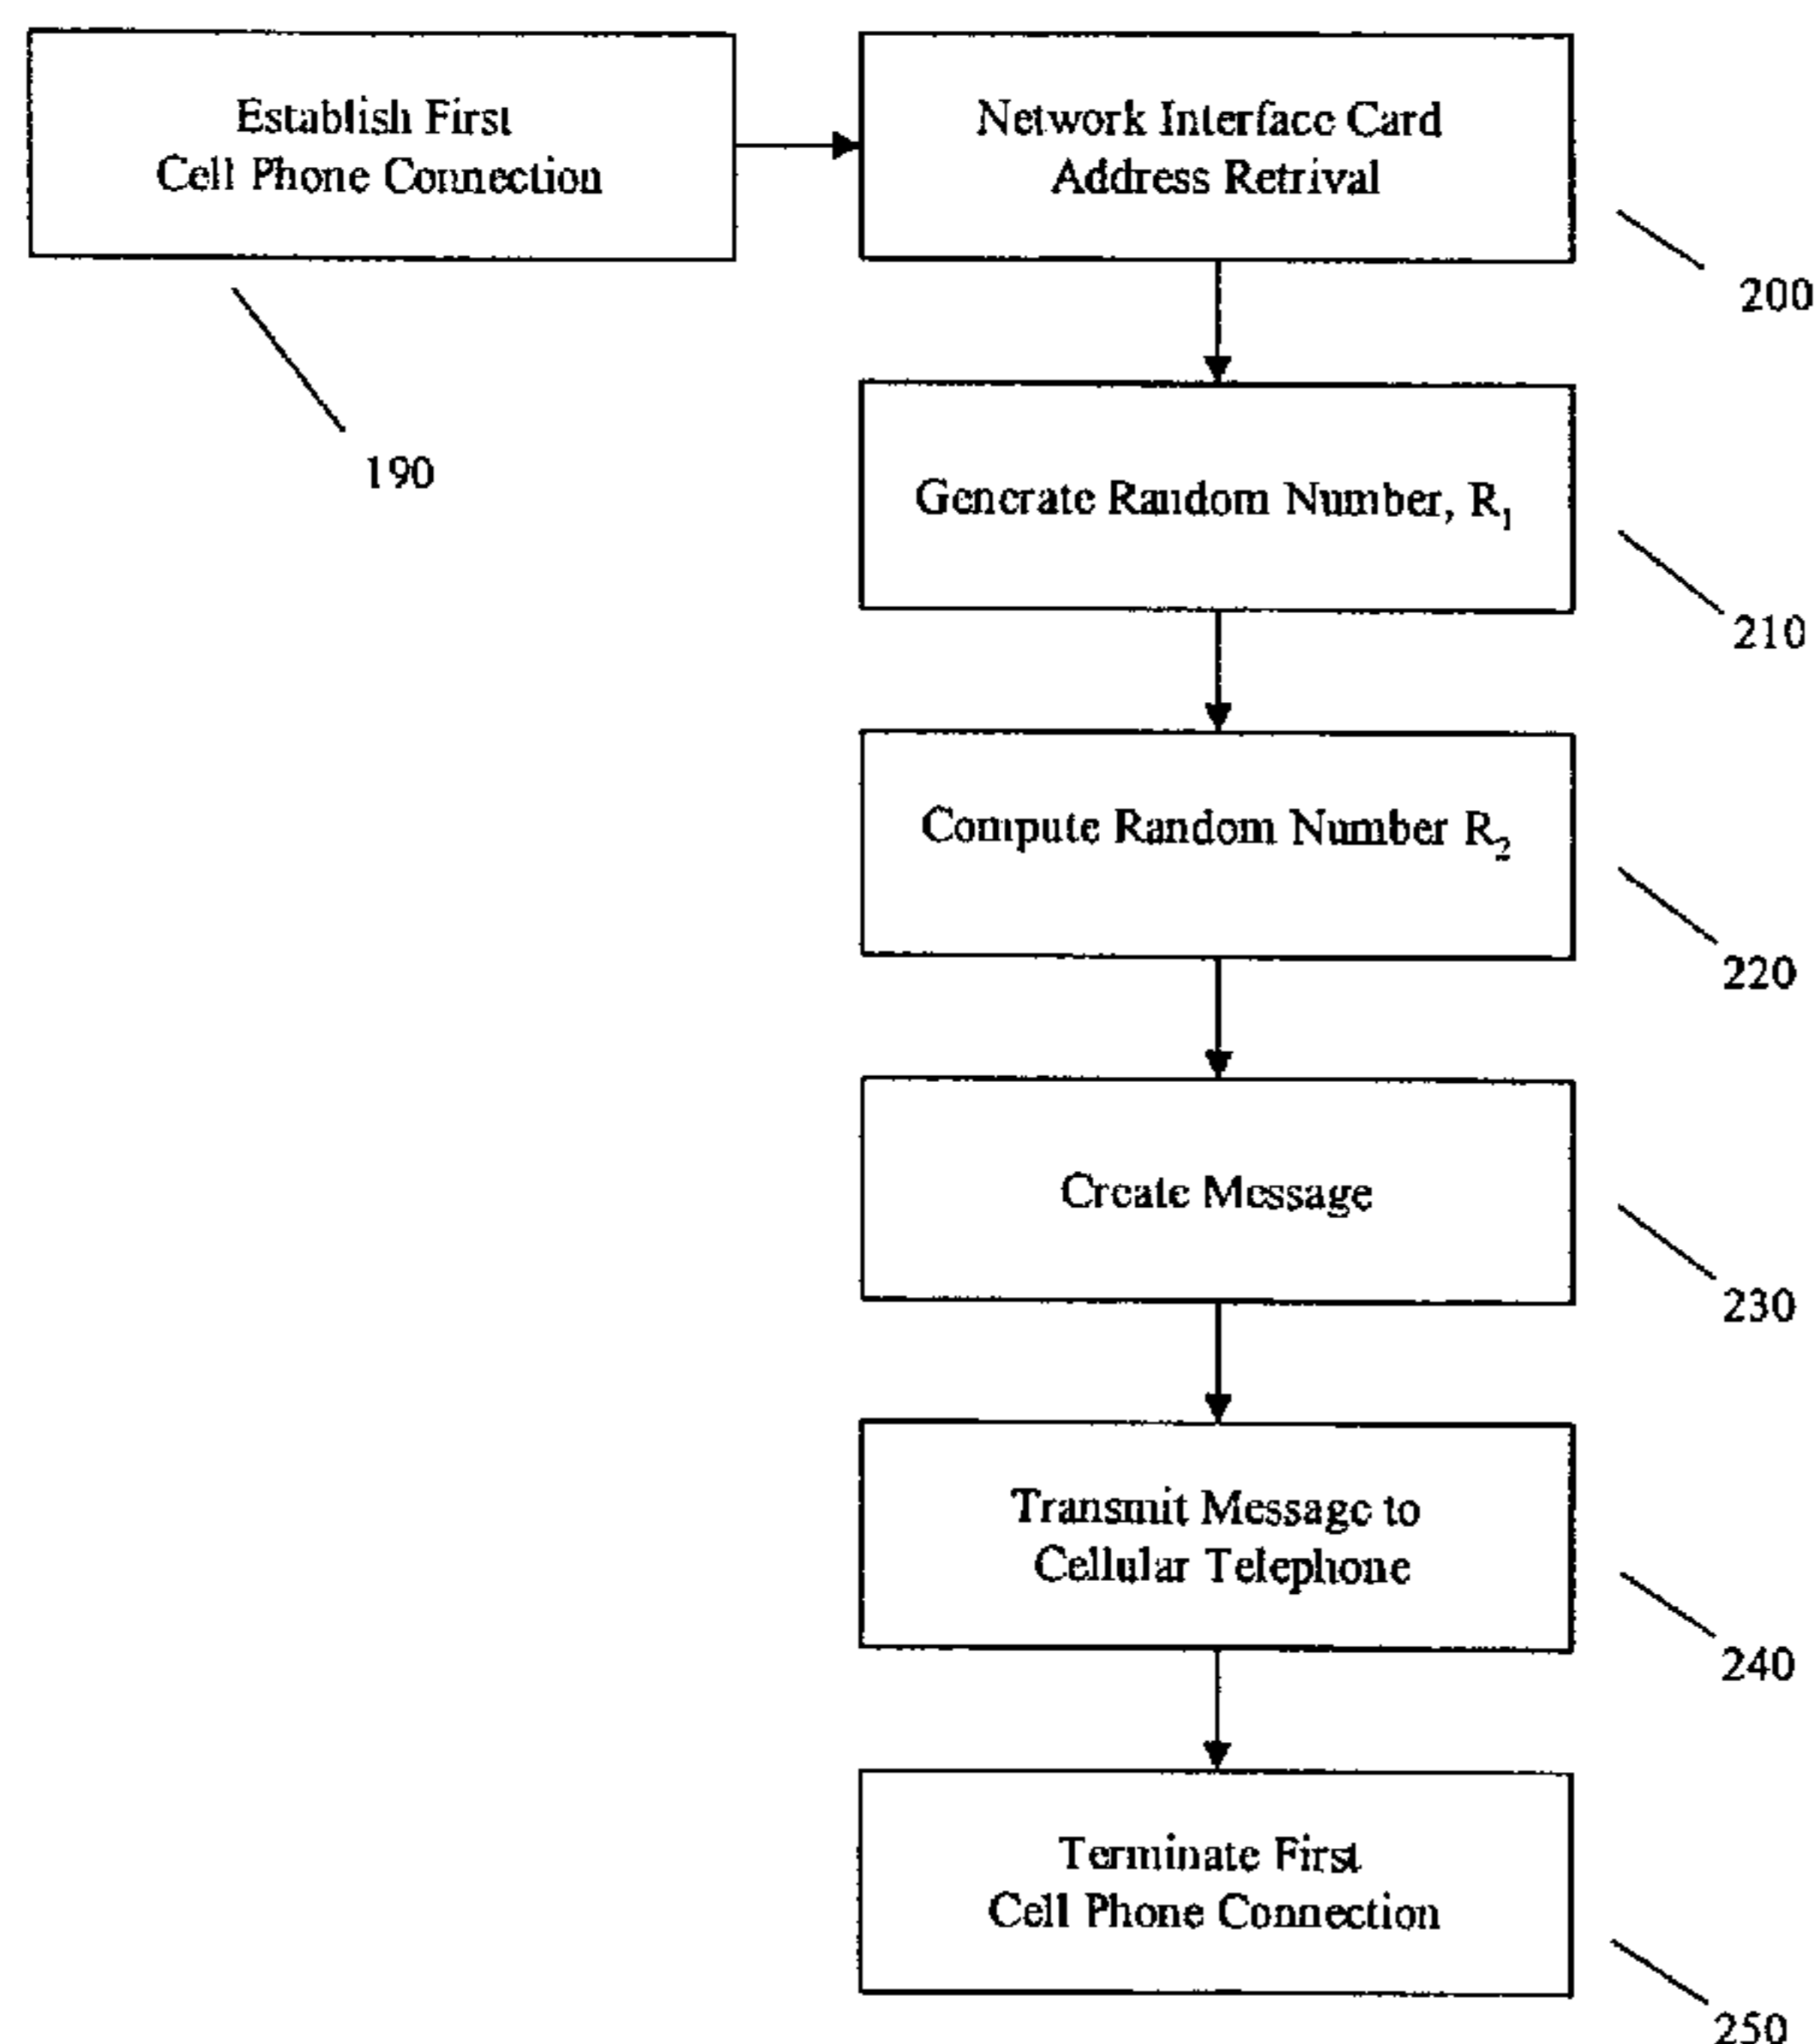 Establish First
Cell Phone Connection
190
Network Interface Card
Address Retrival
200
Generate Random Number, R₁
210
Compute Random Number R₂
220
Create Message
230
Transmit Message to
Cellular Telephone
240
Terminate First
Cell Phone Connection
250